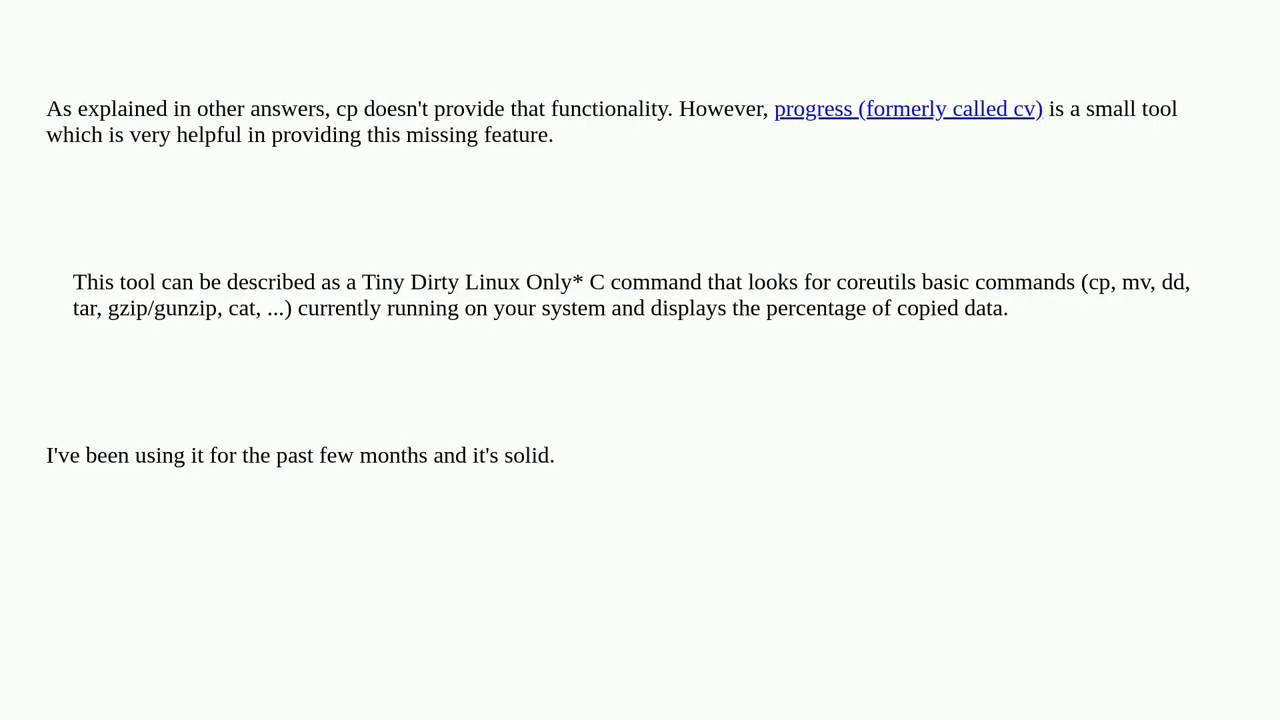 As explained in other answers, cp doesn't provide that functionality. However, progress (formerly called cv) is a small tool
which is very helpful in providing this missing feature.
This tool can be described as a Tiny Dirty Linux Only* C command that looks for coreutils basic commands (cp, mv, dd,
tar, gzip/gunzip, cat, ...) currently running on your system and displays the percentage of copied data.
I've been using it for the past few months and it's solid.